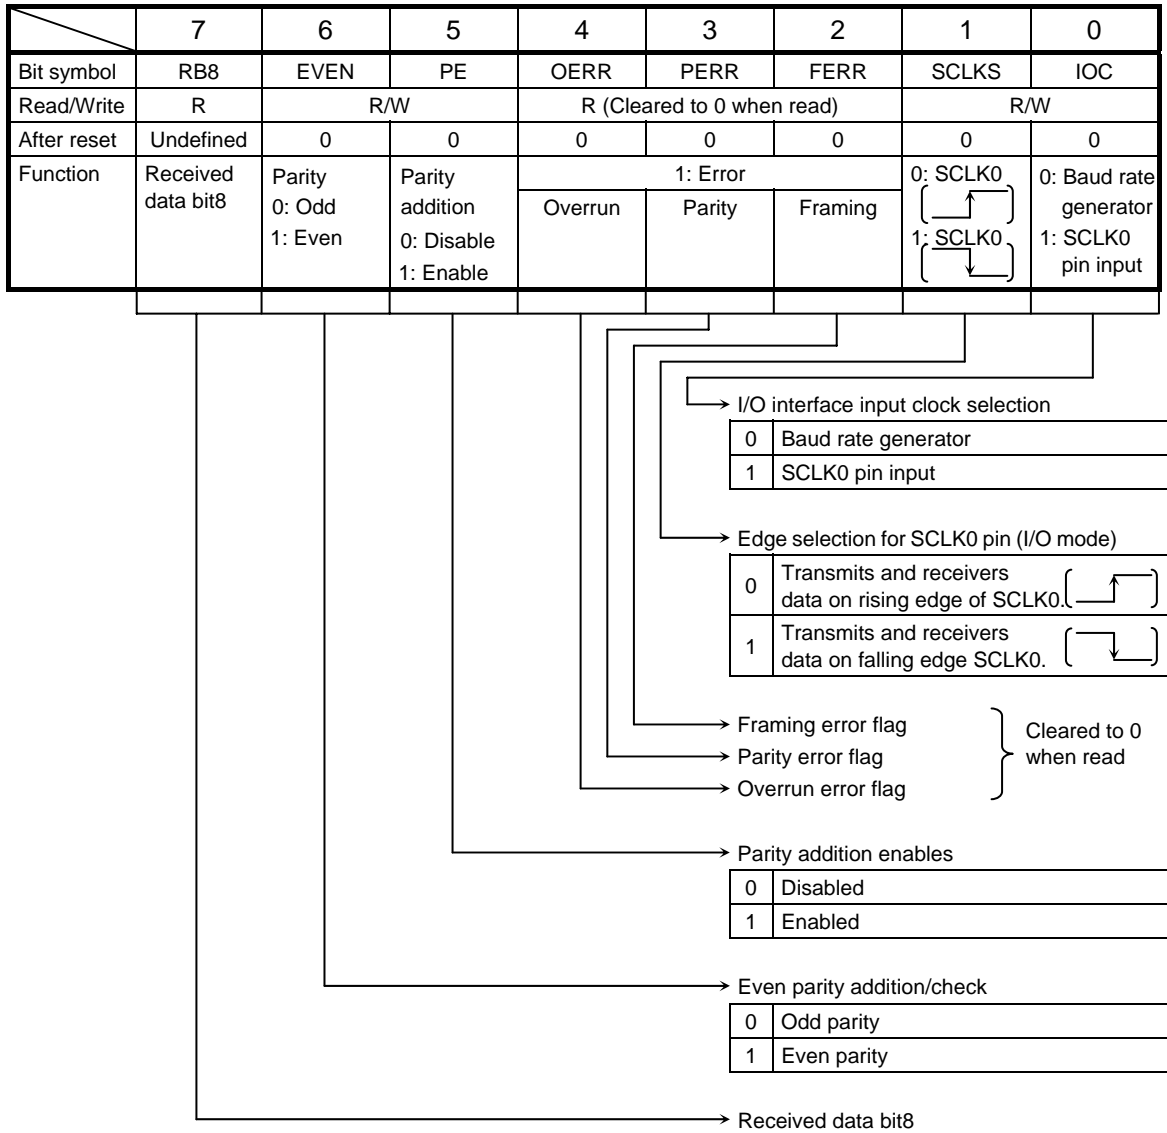 7 6 5 4 3 2 1 0
Bit symbol RB8 EVEN PE OERR PERR FERR SCLKS IOC
Read/Write R R/W R (Cleared to 0 when read) R/W
After reset Undefined 0 0 0 0 0 0 0
Function
Received
data bit8
Parity
0: Odd
1: Even
Parity
addition
0: Disable
1: Enable
1: Error
Overrun Parity Framing
0: SCLK0
1: SCLK0
0: Baud rate
generator
1: SCLK0
pin input
I/O interface input clock selection
0 Baud rate generator
1 SCLK0 pin input
Edge selection for SCLK0 pin (I/O mode)
0 Transmits and receivers
data on rising edge of SCLK0.
1 Transmits and receivers
data on falling edge SCLK0.
Framing error flag
Parity error flag
Overrun error flag
Cleared to 0
when read
Parity addition enables
0 Disabled
1 Enabled
Even parity addition/check
0 Odd parity
1 Even parity
Received data bit8